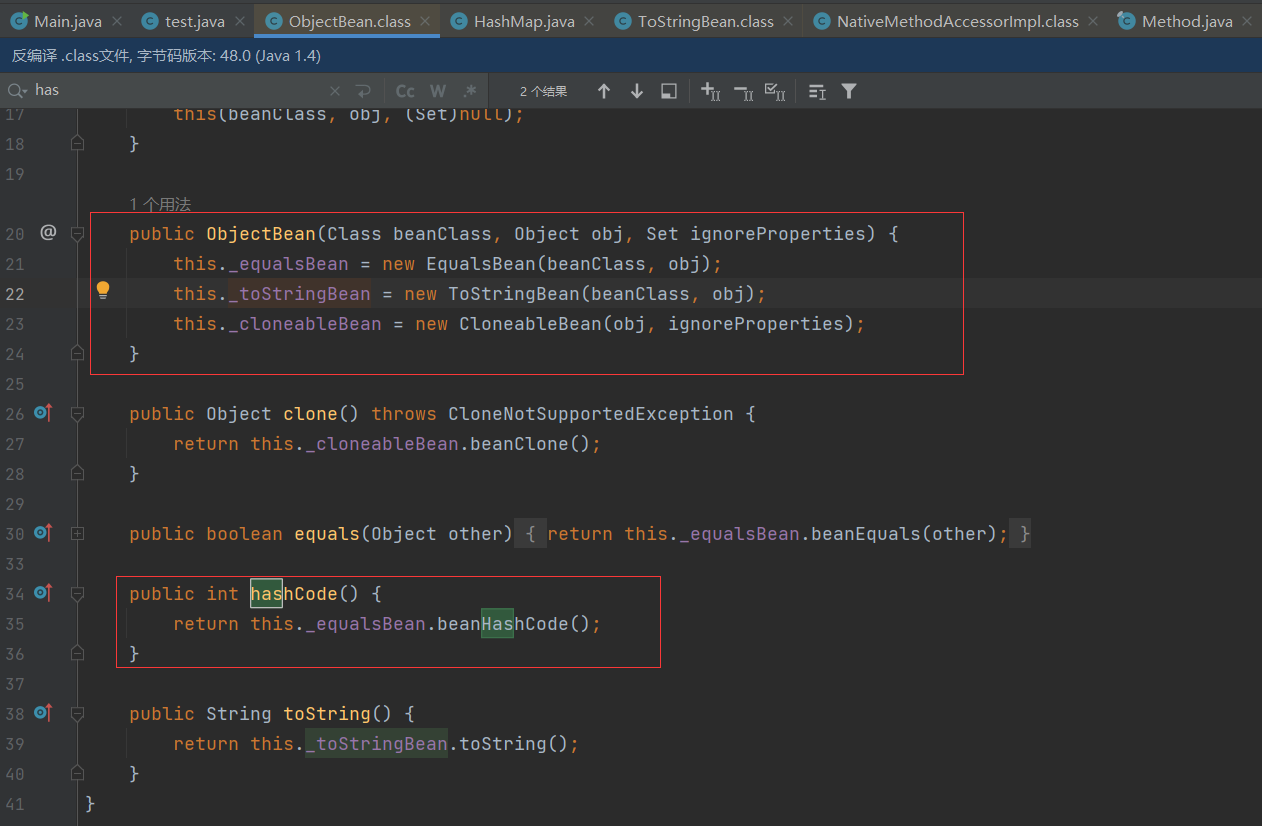 Main.java test.java ObjectBean.class HashMap.java ToStringBean.class NativeMethodAccessorImpl.class Method.java
反编译 .class文件, 字节码版本: 48.0 (Java 1.4)
has Cc W .* 2 个结果
17 this(beanClass, obj, (Set)null);
18 }
19
1 个用法
20 @ public ObjectBean(Class beanClass, Object obj, Set ignoreProperties) {
21 this._equalsBean = new EqualsBean(beanClass, obj);
22 this._toStringBean = new ToStringBean(beanClass, obj);
23 this._cloneableBean = new CloneableBean(obj, ignoreProperties);
24 }
25
26 public Object clone() throws CloneNotSupportedException {
27 return this._cloneableBean.beanClone();
28 }
29
30 public boolean equals(Object other) { return this._equalsBean.beanEquals(other); }
33
34 public int hashCode() {
35 return this._equalsBean.beanHashCode();
36 }
37
38 public String toString() {
39 return this._toStringBean.toString();
40 }
41 }